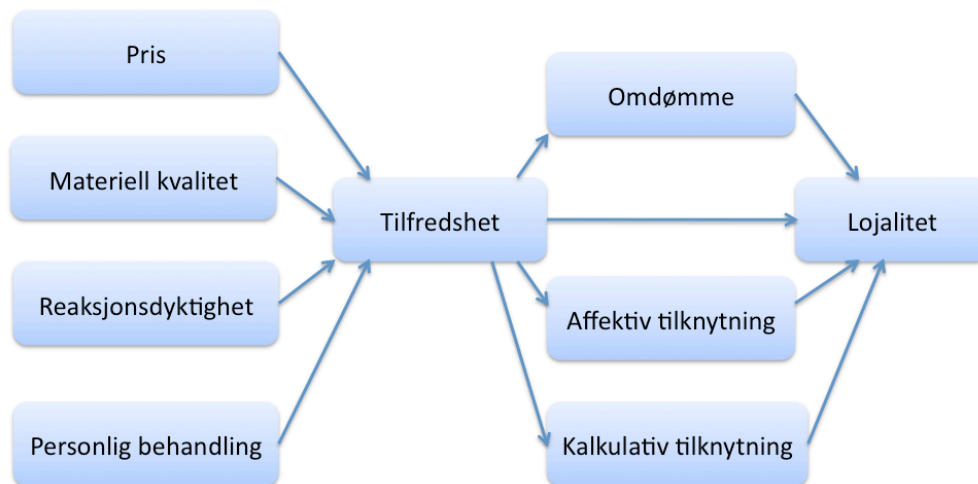 Pris
Materiell kvalitet
Reaksjonsdyktighet
Personlig behandling
Tilfredshet
Omdømme
Affektiv tilknytning
Kalkulativ tilknytning
Lojalitet